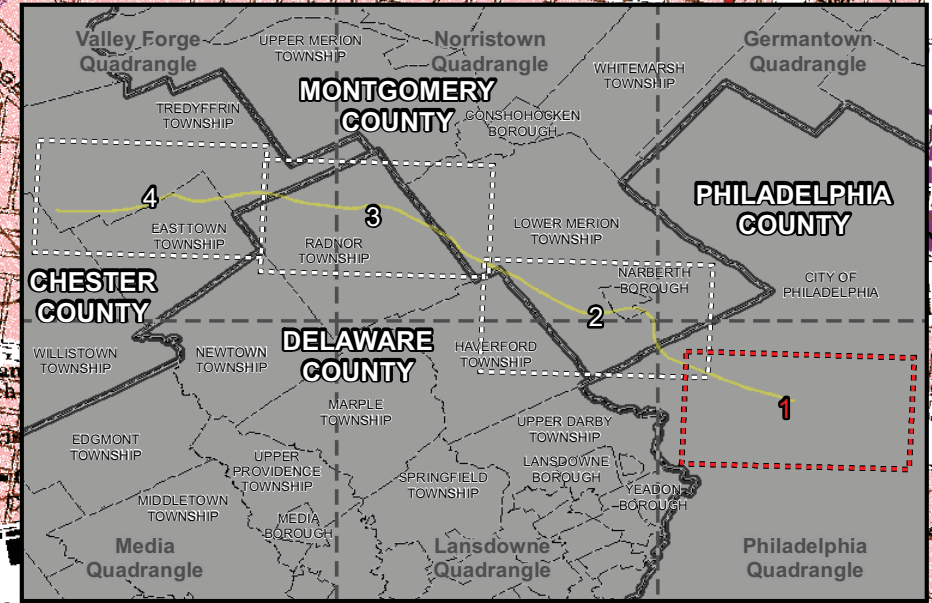 Valley Forge
Quadrangle
UPPER MERION
TOWNSHIP
Norristown
Quadrangle
Germantown
Quadrangle
WHITEMARSH
TOWNSHIP
MONTGOMERY
COUNTY
TREDYFFRIN
TOWNSHIP
CONSHOHOCKEN
BOROUGH
4
3
PHILADELPHIA
COUNTY
EASTTOWN
TOWNSHIP
RADNOR
TOWNSHIP
LOWER MERION
TOWNSHIP
CHESTER
COUNTY
NARBERTH
BOROUGH
CITY OF
PHILADELPHIA
2
DELAWARE
COUNTY
WILLISTOWN
TOWNSHIP
NEWTOWN
TOWNSHIP
HAVERFORD
TOWNSHIP
1
MARPLE
TOWNSHIP
UPPER DARBY
TOWNSHIP
EDGMONT
TOWNSHIP
UPPER
PROVIDENCE
TOWNSHIP
SPRINGFIELD
TOWNSHIP
LANSDOWNE
BOROUGH
YEADON
BOROUGH
MIDDLETOWN
TOWNSHIP
MEDIA
BOROUGH
Media
Quadrangle
Lansdowne
Quadrangle
Philadelphia
Quadrangle